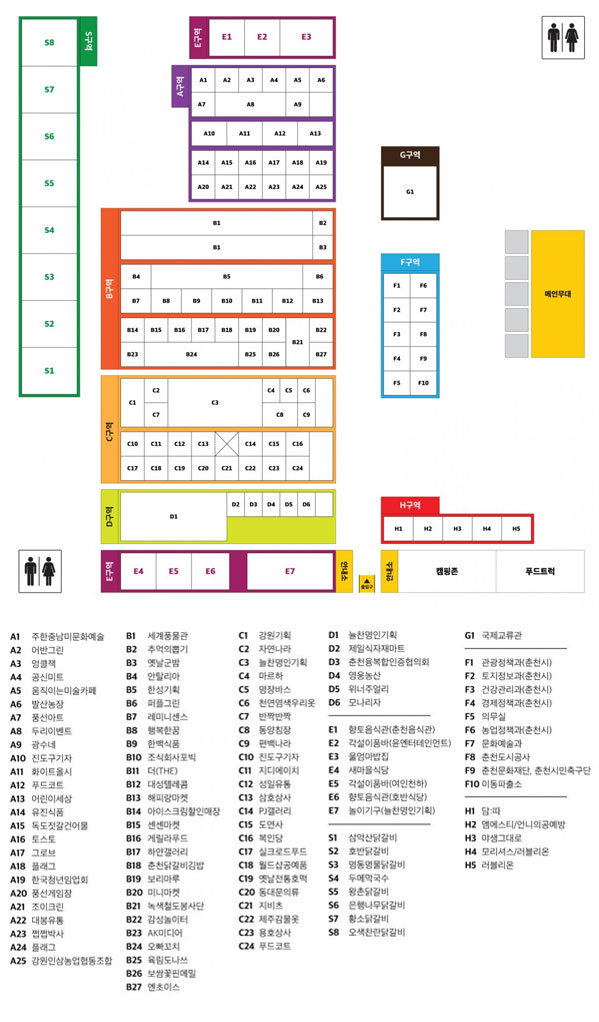 S구역
S8
S7
S6
S5
S4
S3
S2
S1
E구역
E1 E2 E3
A구역
A1 A2 A3 A4 A5 A6
A7 A8 A9
A10 A11 A12 A13
A14 A15 A16 A17 A18 A19
A20 A21 A22 A23 A24 A25
G구역
G1
B구역
B1 B2
B1 B3
B4 B5 B6
B7 B8 B9 B10 B11 B12 B13
B14 B15 B16 B17 B18 B19 B20 B21 B22
B23 B24 B25 B26 B27
F구역
F1 F6
F2 F7
F3 F8
F4 F9
F5 F10
메인무대
C구역
C1 C2 C3 C4 C5 C6
C7 C8 C9
C10 C11 C12 C13 C14 C15 C16
C17 C18 C19 C20 C21 C22 C23 C24
D구역
D1 D2 D3 D4 D5 D6
H구역
H1 H2 H3 H4 H5
E구역
E4 E5 E6 E7
안내소
출입구
안내소
캠핑존
푸드트럭
A1 주한중남미문화예술
A2 어반그린
A3 엉클잭
A4 공신미트
A5 움직이는미술카페
A6 발산농장
A7 풍선아트
A8 두리이벤트
A9 광수네
A10 진도구기자
A11 화이트올시
A12 푸드코트
A13 어린이세상
A14 유진식품
A15 독도젓갈건어물
A16 토스토
A17 그로브
A18 플래그
A19 한국청년임업회
A20 풍선게임장
A21 조이크린
A22 대봉유통
A23 쩝쩝박사
A24 플래그
A25 강원인삼농업협동조합
B1 세계풍물관
B2 추억의뽑기
B3 옛날군밤
B4 안탈리아
B5 한성기획
B6 퍼플그린
B7 레미니센스
B8 행복한꿈
B9 한백식품
B10 조식회사포빅
B11 더(THE)
B12 대성텔레콤
B13 해피랑마켓
B14 아이스크림할인매장
B15 센센마켓
B16 게릴라푸드
B17 하얀갤러리
B18 춘천닭갈비김밥
B19 보리마루
B20 미니마켓
B21 녹색철도봉사단
B22 감성놀이터
B23 AK미디어
B24 오빠꼬치
B25 육림도나쓰
B26 보쌈꽃핀메밀
B27 엔초이스
C1 강원기획
C2 자연나라
C3 늘찬명인기획
C4 마르하
C5 명장바스
C6 천연염색우리옷
C7 반짝반짝
C8 동양침장
C9 편백나라
C10 진도구기자
C11 지디에이치
C12 성일유통
C13 삼호상사
C14 PJ갤러리
C15 도연사
C16 복인당
C17 실크로드푸드
C18 월드샵공예품
C19 옛날전통호떡
C20 동대문의류
C21 지비츠
C22 제주감물옷
C23 용호상사
C24 푸드코트
D1 늘찬명인기획
D2 제일식자재마트
D3 춘천융복합인증협의회
D4 영웅농산
D5 위너주얼리
D6 모나리자
E1 향토음식관(춘천음식관)
E2 각설이품바(윤엔터테인먼트)
E3 울엄마밥집
E4 새마을식당
E5 각설이품바(여인천하)
E6 향토음식관(호반식당)
E7 놀이기구(늘찬명인기획)
S1 삼악산닭갈비
S2 호반닭갈비
S3 명동명물닭갈비
S4 두메막국수
S5 왕촌닭갈비
S6 은행나무닭갈비
S7 황소닭갈비
S8 오색찬란닭갈비
G1 국제교류관
F1 관광정책과(춘천시)
F2 토지정보과(춘천시)
F3 건강관리과(춘천시)
F4 경제정책과(춘천시)
F5 의무실
F6 농업정책과(춘천시)
F7 문화예술과
F8 춘천도시공사
F9 춘천문화재단, 춘천시민축구단
F10 이동파출소
H1 담:따
H2 엠에스티/언니의공예방
H3 야생그대로
H4 모리셔스/러블리온
H5 러블리온